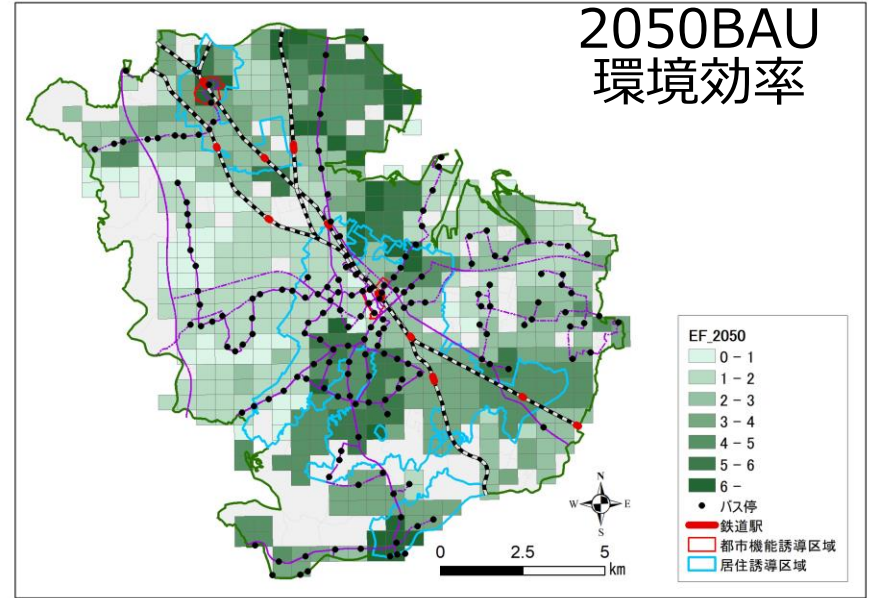 2050BAU
環境効率
EF_2050
0 - 1
1 - 2
2 - 3
3 - 4
4 - 5
5 - 6
6 -
バス停
鉄道駅
都市機能誘導区域
居住誘導区域
N
W E
S
0 2.5 5
km